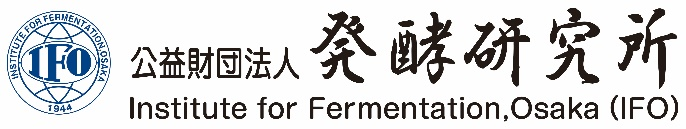 INSTITUTE FOR FERMENTATION, OSAKA
IFO
1944
公益財団法人 発酵研究所
Institute for Fermentation,Osaka (IFO)